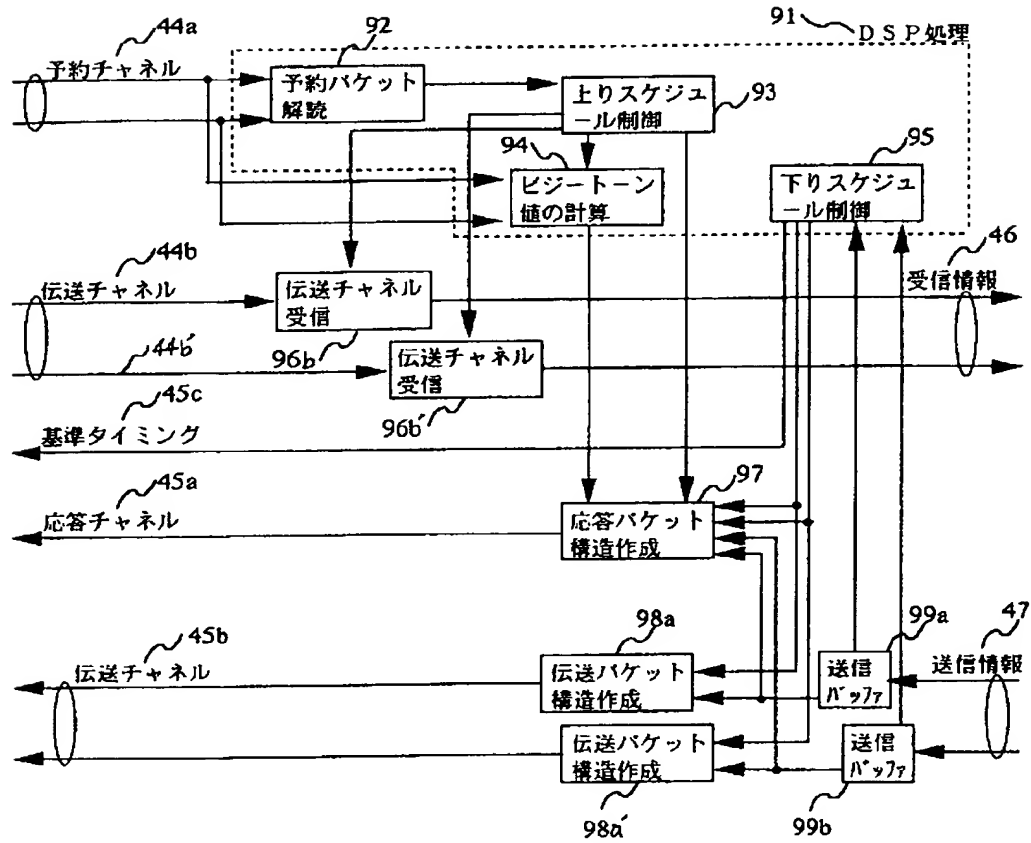 44a
92
91
DSP処理
予約チャネル
予約パケット
解読
上りスケジュ
ール制御
93
94
ビジートーン
値の計算
95
下りスケジュ
ール制御
44b
伝送チャネル
46
受信情報
伝送チャネル
受信
96b
44b'
伝送チャネル
受信
96b'
45c
基準タイミング
45a
応答チャネル
97
応答パケット
構造作成
45b
伝送チャネル
98a
伝送パケット
構造作成
99a
送信
バッファ
47
送信情報
伝送パケット
構造作成
98a'
送信
バッファ
99b